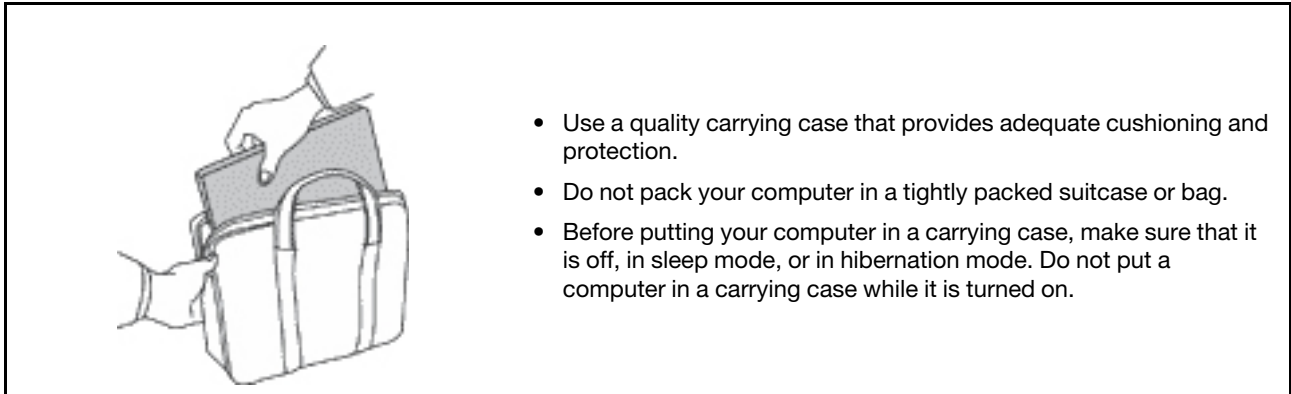 • Use a quality carrying case that provides adequate cushioning and
protection.
• Do not pack your computer in a tightly packed suitcase or bag.
• Before putting your computer in a carrying case, make sure that it
is off, in sleep mode, or in hibernation mode. Do not put a
computer in a carrying case while it is turned on.